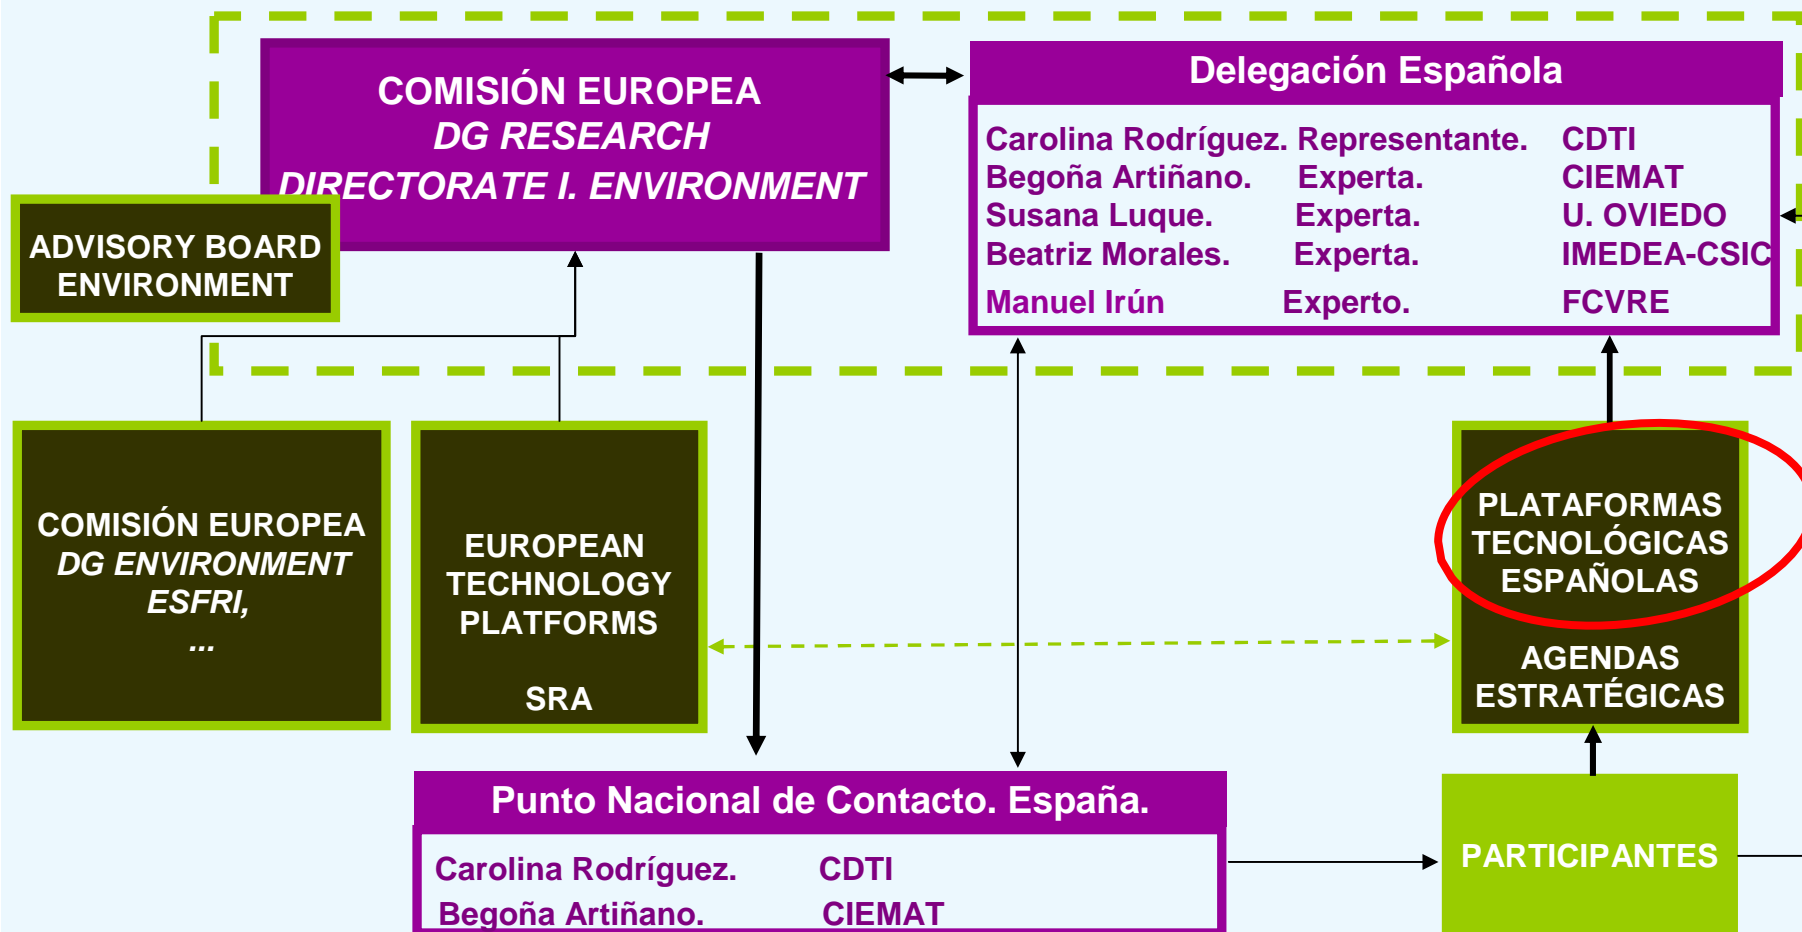 COMISIÓN EUROPEA
DG RESEARCH
DIRECTORATE I. ENVIRONMENT
ADVISORY BOARD
ENVIRONMENT
Delegación Española
Carolina Rodríguez. Representante. CDTI
Begoña Artiñano. Experta. CIEMAT
Susana Luque. Experta. U. OVIEDO
Beatriz Morales. Experta. IMEDEA-CSIC
Manuel Irún Experto. FCVRE
COMISIÓN EUROPEA
DG ENVIRONMENT
ESFRI,
...
EUROPEAN
TECHNOLOGY
PLATFORMS
SRA
PLATAFORMAS
TECNOLÓGICAS
ESPAÑOLAS
AGENDAS
ESTRATÉGICAS
Punto Nacional de Contacto. España.
Carolina Rodríguez. CDTI
Begoña Artiñano. CIEMAT
PARTICIPANTES